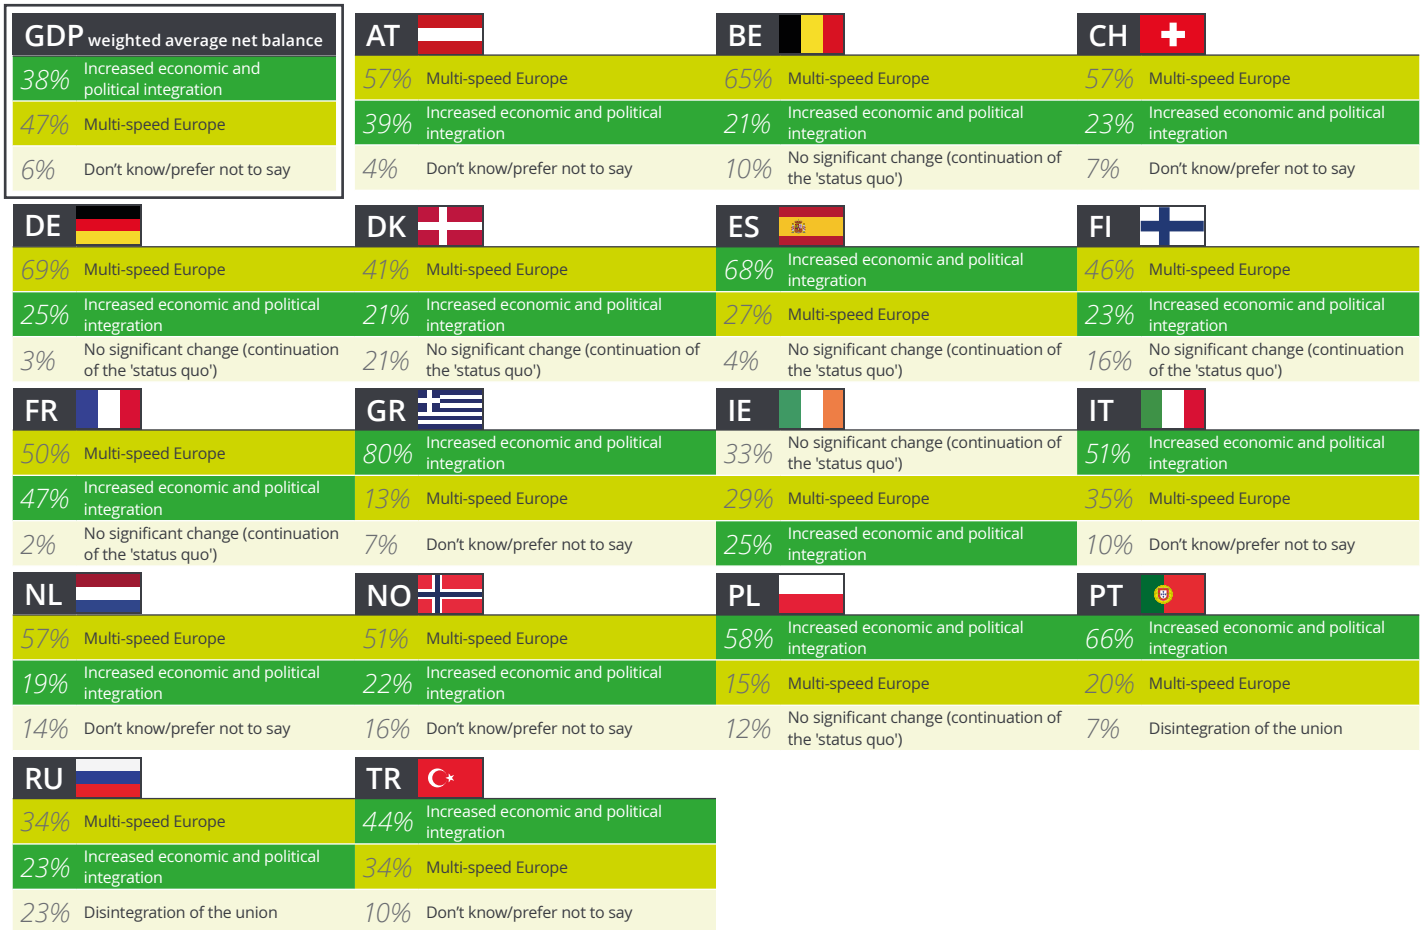 GDP weighted average net balance
38% Increased economic and
political integration
47% Multi-speed Europe
6% Don't know/prefer not to say
AT
57% Multi-speed Europe
39% Increased economic and political
integration
4% Don't know/prefer not to say
BE
65% Multi-speed Europe
21% Increased economic and political
integration
10% No significant change (continuation of
the 'status quo')
CH
57% Multi-speed Europe
23% Increased economic and political
integration
7% Don't know/prefer not to say
DE
69% Multi-speed Europe
25% Increased economic and political
integration
3% No significant change (continuation
of the 'status quo')
DK
41% Multi-speed Europe
21% Increased economic and political
integration
21% No significant change (continuation of
the 'status quo')
ES
68% Increased economic and political
integration
27% Multi-speed Europe
4% No significant change (continuation of
the 'status quo')
FI
46% Multi-speed Europe
23% Increased economic and political
integration
16% No significant change (continuation
of the 'status quo')
FR
50% Multi-speed Europe
47% Increased economic and political
integration
2% No significant change (continuation
of the 'status quo')
GR
80% Increased economic and political
integration
13% Multi-speed Europe
7% Don't know/prefer not to say
IE
33% No significant change (continuation of
the 'status quo')
29% Multi-speed Europe
25% Increased economic and political
integration
IT
51% Increased economic and political
integration
35% Multi-speed Europe
10% Don't know/prefer not to say
NL
57% Multi-speed Europe
19% Increased economic and political
integration
14% Don't know/prefer not to say
NO
51% Multi-speed Europe
22% Increased economic and political
integration
16% Don't know/prefer not to say
PL
58% Increased economic and political
integration
15% Multi-speed Europe
12% No significant change (continuation of
the 'status quo')
PT
66% Increased economic and political
integration
20% Multi-speed Europe
7% Disintegration of the union
RU
34% Multi-speed Europe
23% Increased economic and political
integration
23% Disintegration of the union
TR
44% Increased economic and political
integration
34% Multi-speed Europe
10% Don't know/prefer not to say